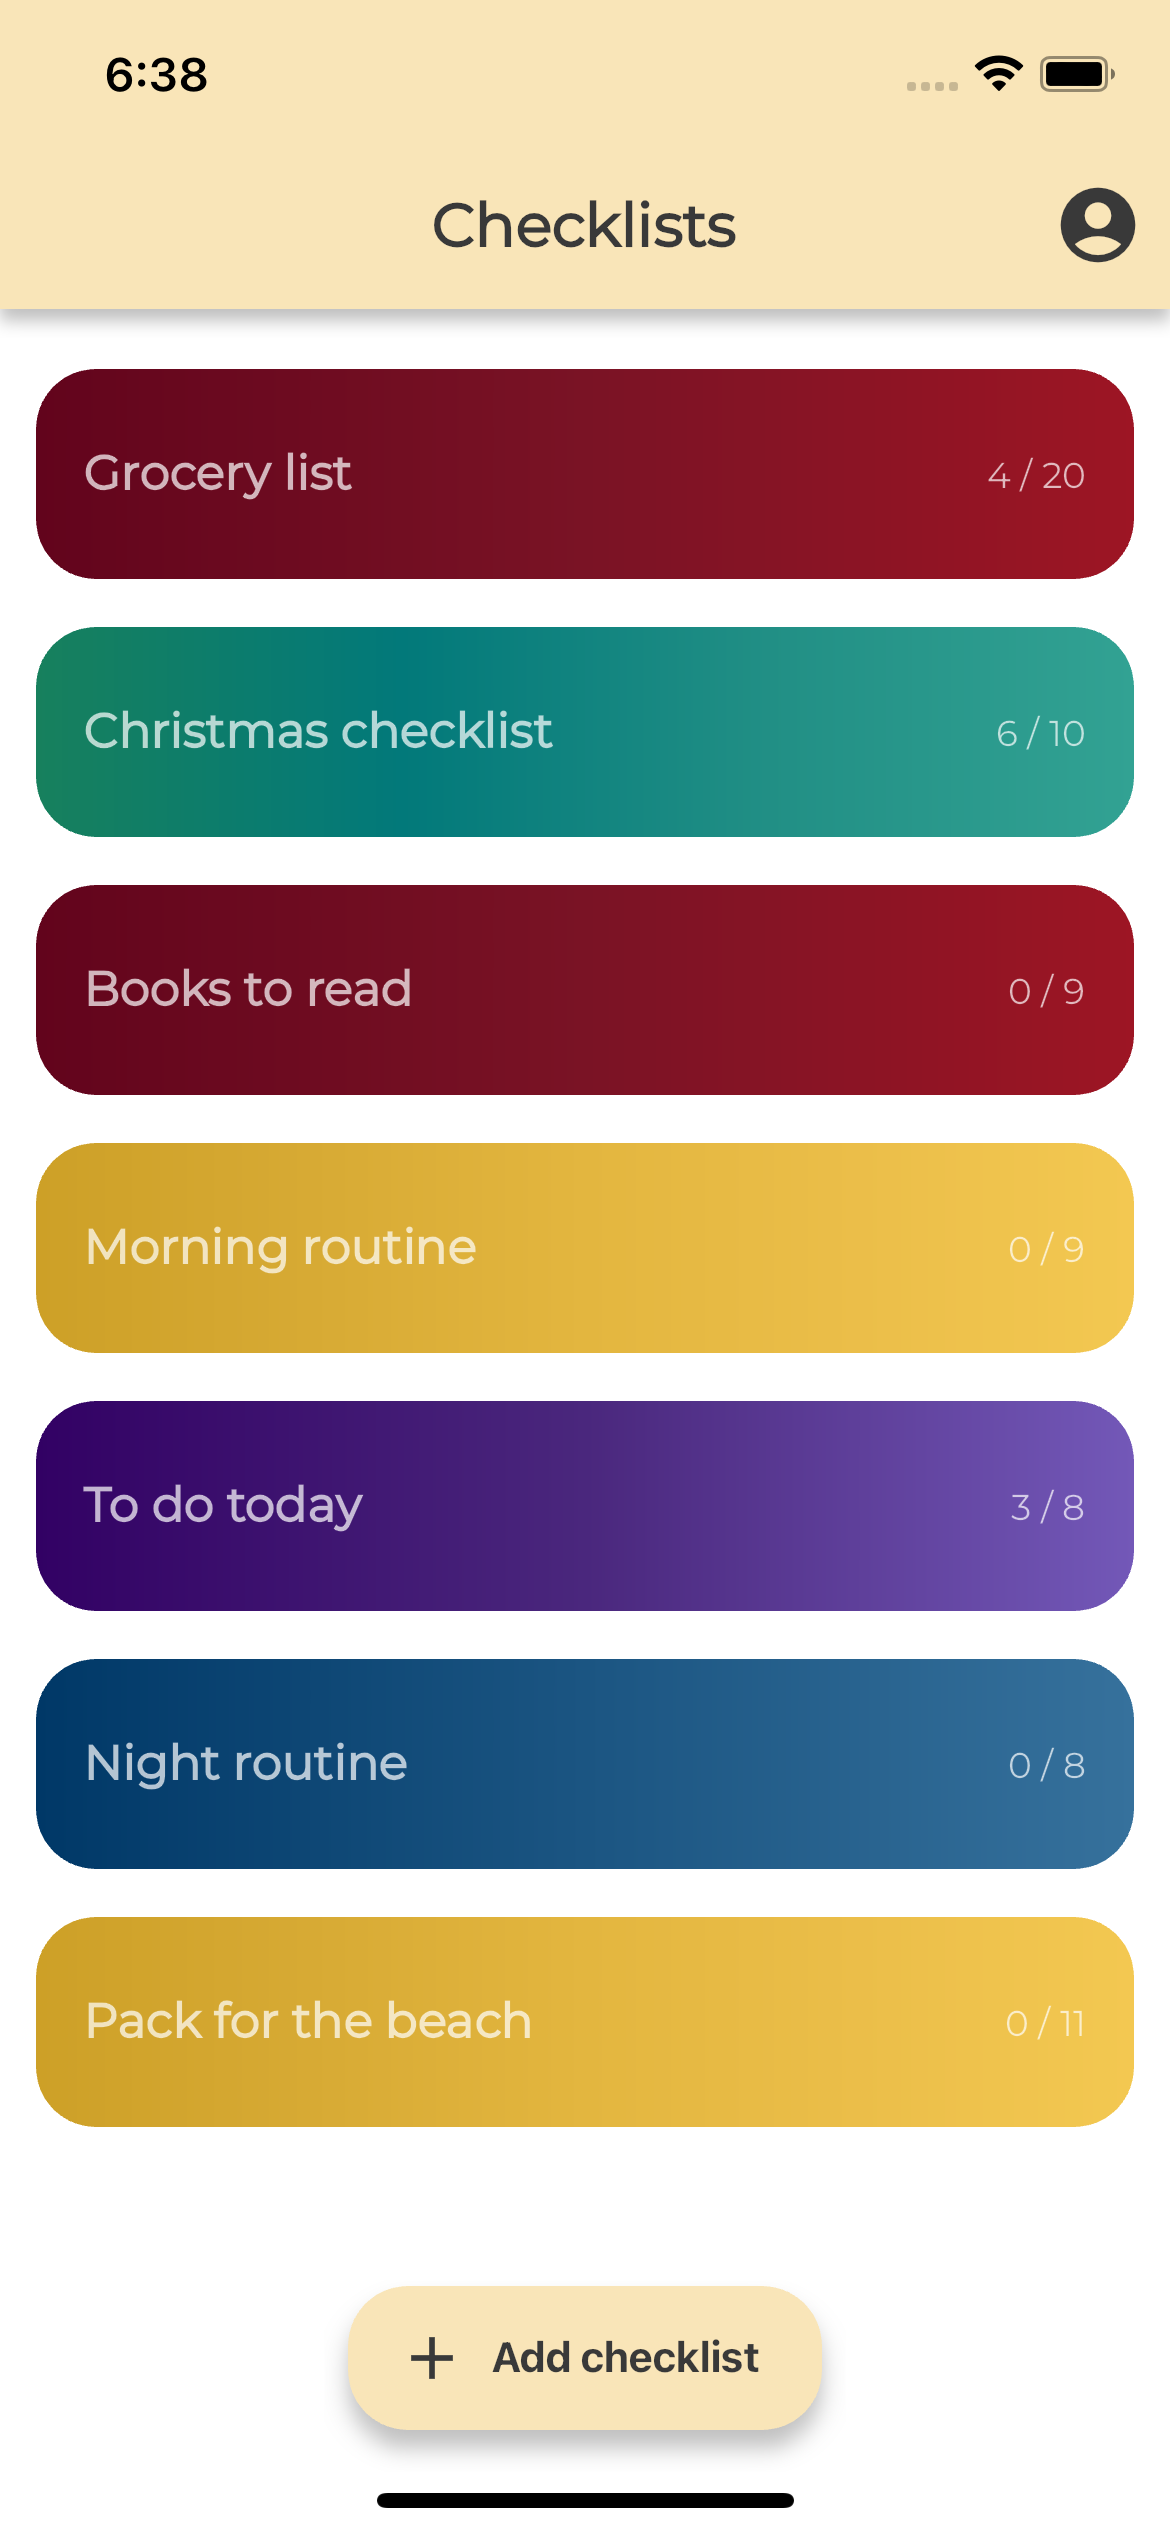 6:38
Checklists
Grocery list 4 / 20
Christmas checklist 6 / 10
Books to read 0 / 9
Morning routine 0 / 9
To do today 3 / 8
Night routine 0 / 8
Pack for the beach 0 / 11
+ Add checklist